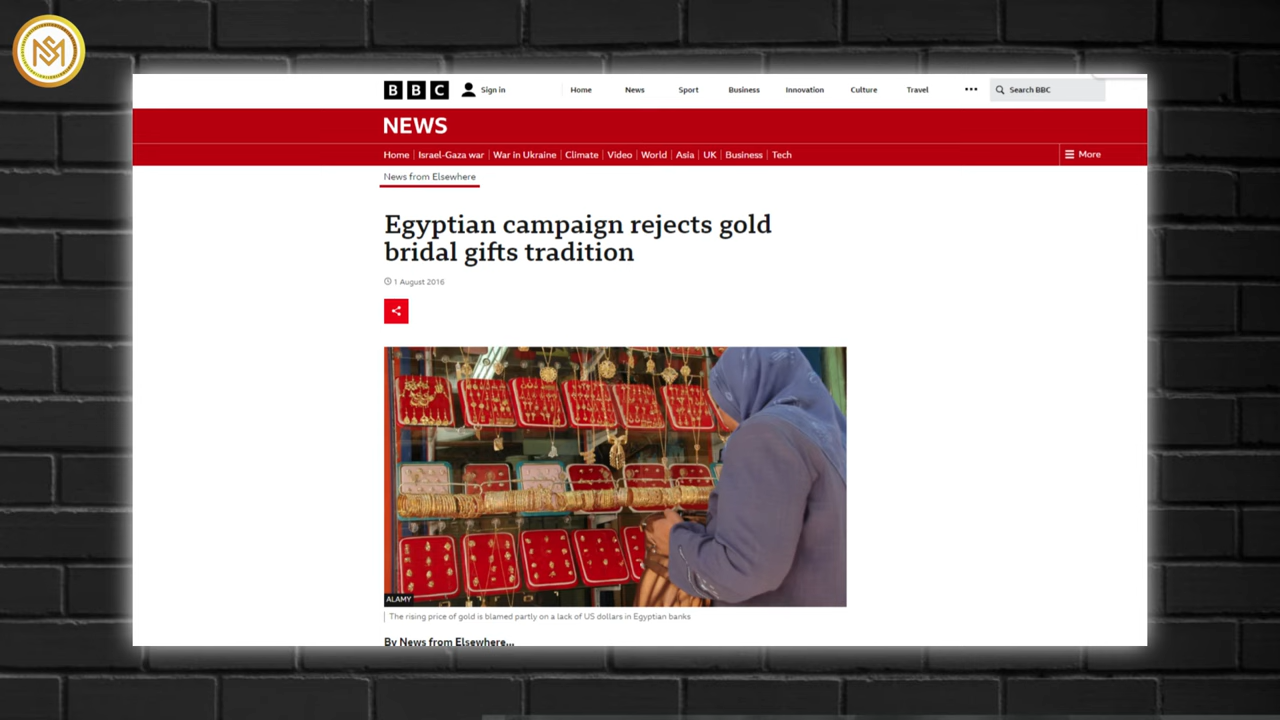 SM
BBC
Sign in
Home
News
Sport
Business
Innovation
Culture
Travel
Search BBC
NEWS
Home
Israel-Gaza war
War in Ukraine
Climate
Video
World
Asia
UK
Business
Tech
More
News from Elsewhere
Egyptian campaign rejects gold
bridal gifts tradition
1 August 2016
ALAMY
The rising price of gold is blamed partly on a lack of US dollars in Egyptian banks
By News from Elsewhere...